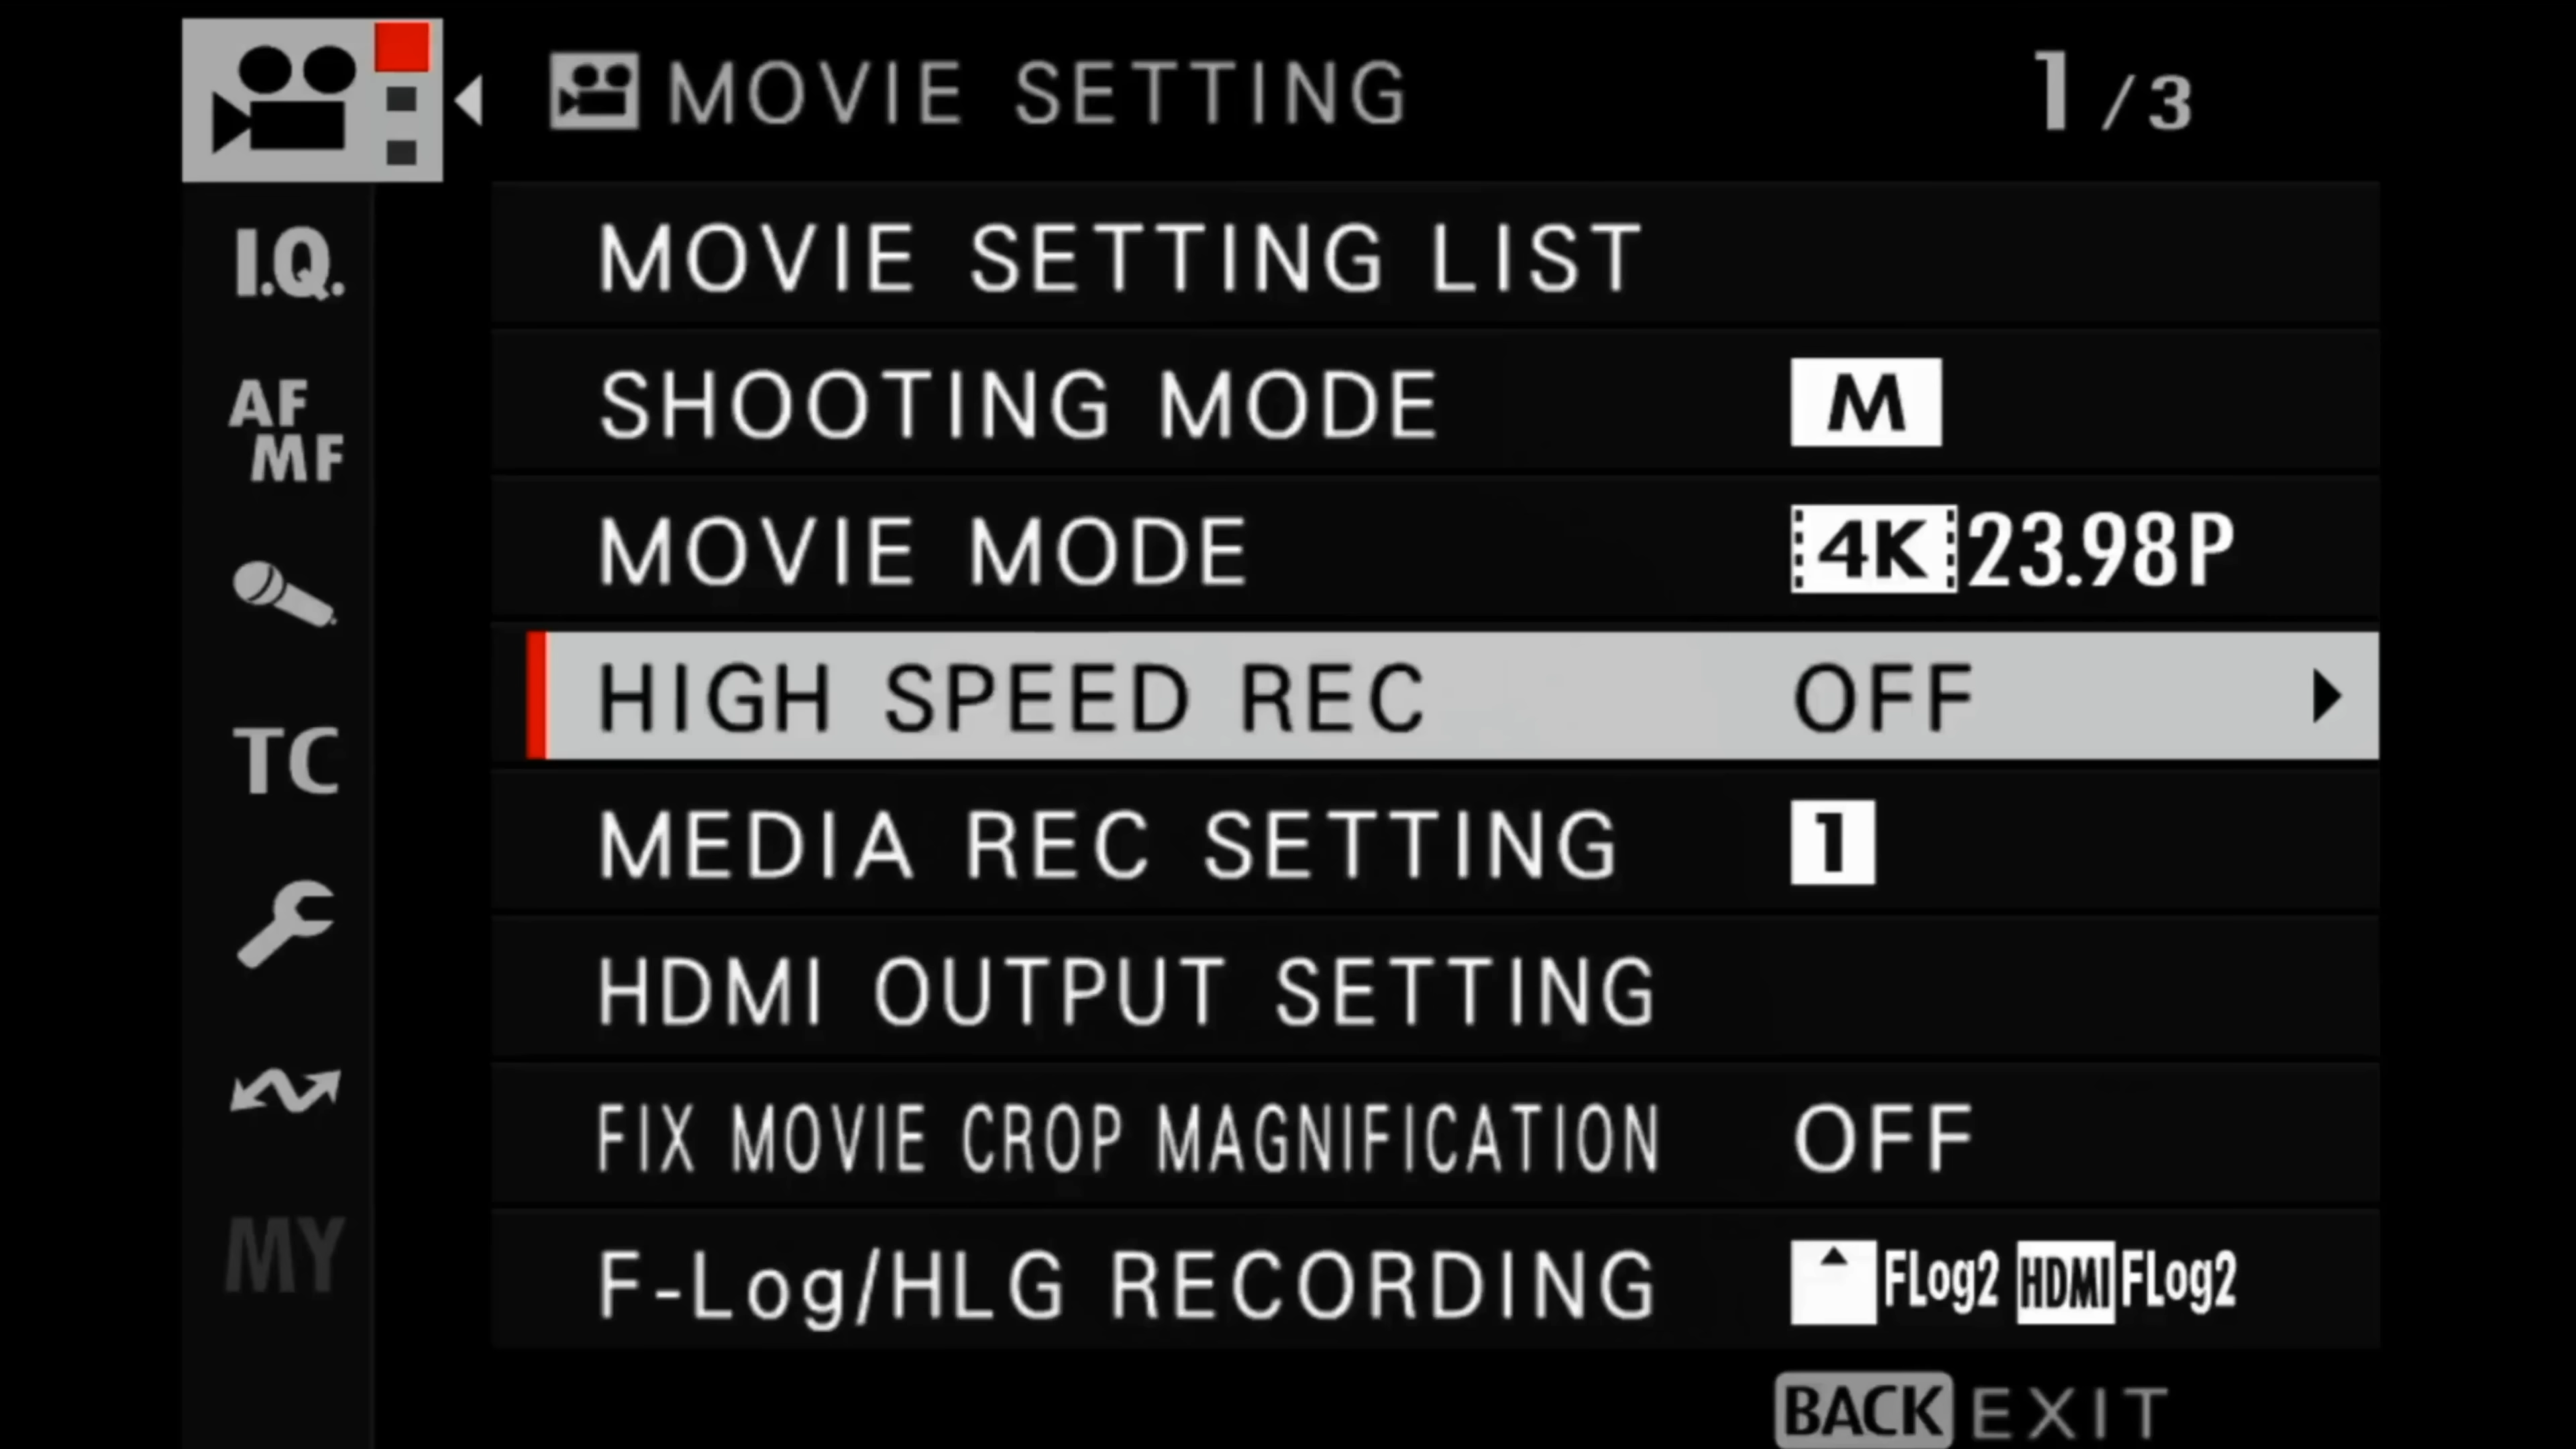 MOVIE SETTING 1/3
MOVIE SETTING LIST
I.Q.
SHOOTING MODE M
AF
MF
MOVIE MODE 4K 23.98P
HIGH SPEED REC OFF
TC
MEDIA REC SETTING 1
HDMI OUTPUT SETTING
FIX MOVIE CROP MAGNIFICATION OFF
MY
F-Log/HLG RECORDING FLog2 HDMI FLog2
BACK EXIT